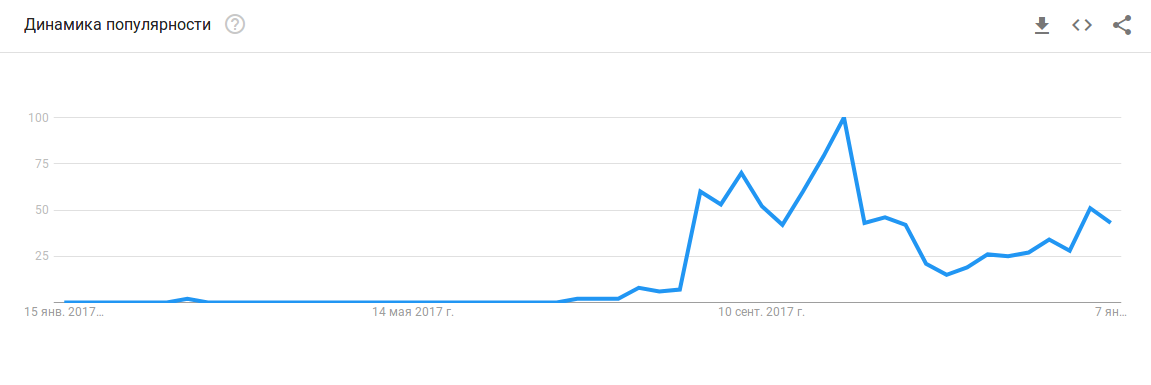 Динамика популярности ?
100
75
50
25
15 янв. 2017…
14 мая 2017 г.
10 сент. 2017 г.
7 ян…